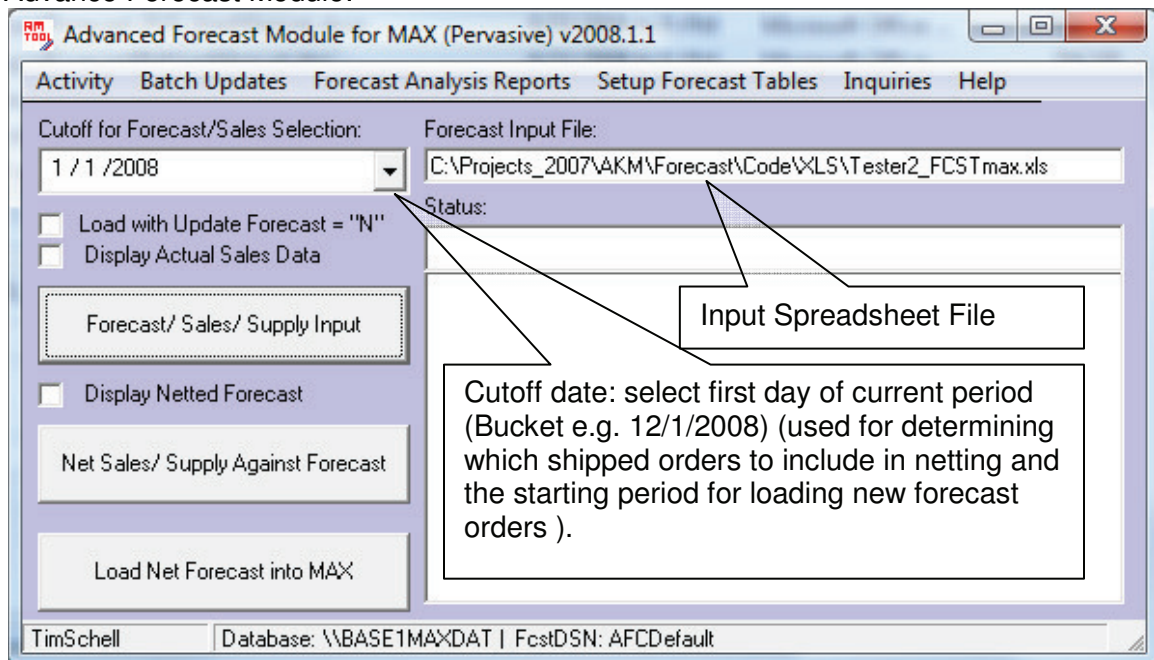 Advance Forecast Module.
RM TOOL Advanced Forecast Module for MAX (Pervasive) v2008.1.1
Activity Batch Updates Forecast Analysis Reports Setup Forecast Tables Inquiries Help
Cutoff for Forecast/Sales Selection:
1 / 1 /2008
Forecast Input File:
C:\Projects_2007\AKM\Forecast\Code\XLS\Tester2_FCSTmax.xls
Load with Update Forecast = "N"
Display Actual Sales Data
Status:
Forecast/ Sales/ Supply Input
Input Spreadsheet File
Display Netted Forecast
Cutoff date: select first day of current period
(Bucket e.g. 12/1/2008) (used for determining
which shipped orders to include in netting and
the starting period for loading new forecast
orders ).
Net Sales/ Supply Against Forecast
Load Net Forecast into MAX
TimSchell Database: \\BASE1MAXDAT | FcstDSN: AFCDefault